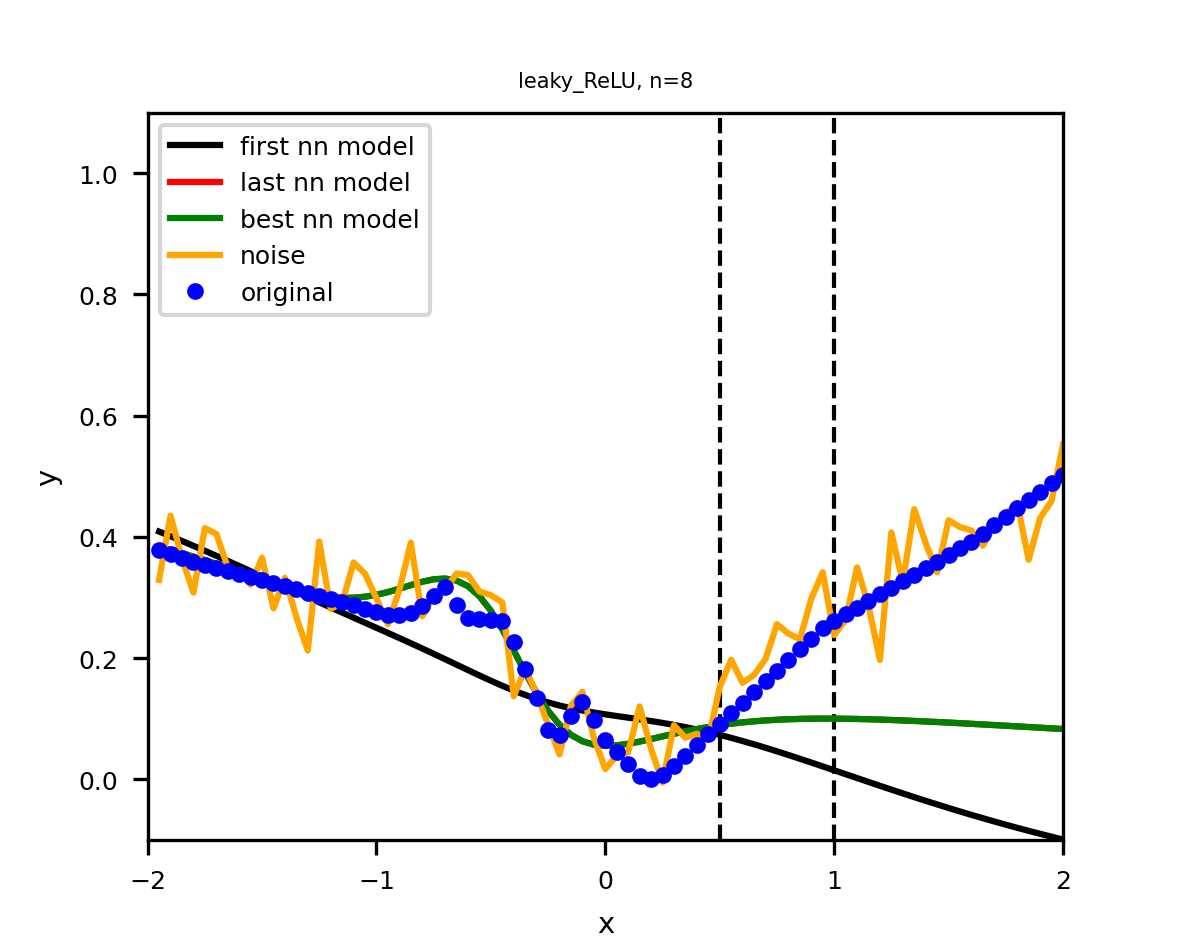 leaky_ReLU, n=8
first nn model
last nn model
best nn model
noise
original
1.0
0.8
0.6
0.4
0.2
0.0
y
−2
−1
0
1
2
x